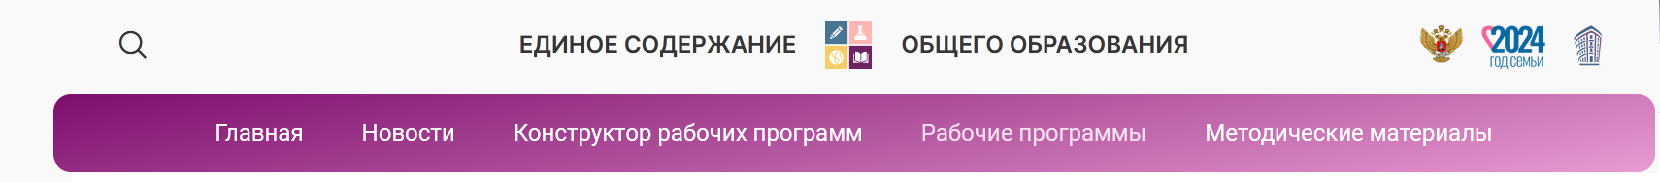 ЕДИНОЕ СОДЕРЖАНИЕ ОБЩЕГО ОБРАЗОВАНИЯ
2024
ГОД СЕМЬИ
Главная Новости Конструктор рабочих программ Рабочие программы Методические материалы